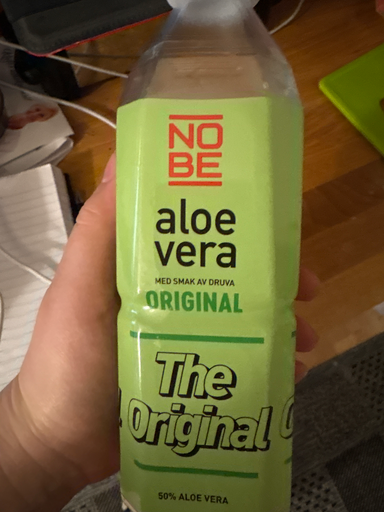 NO
BE
aloe
vera
MED SMAK AV DRUVA
ORIGINAL
The
Original
50% ALOE VERA